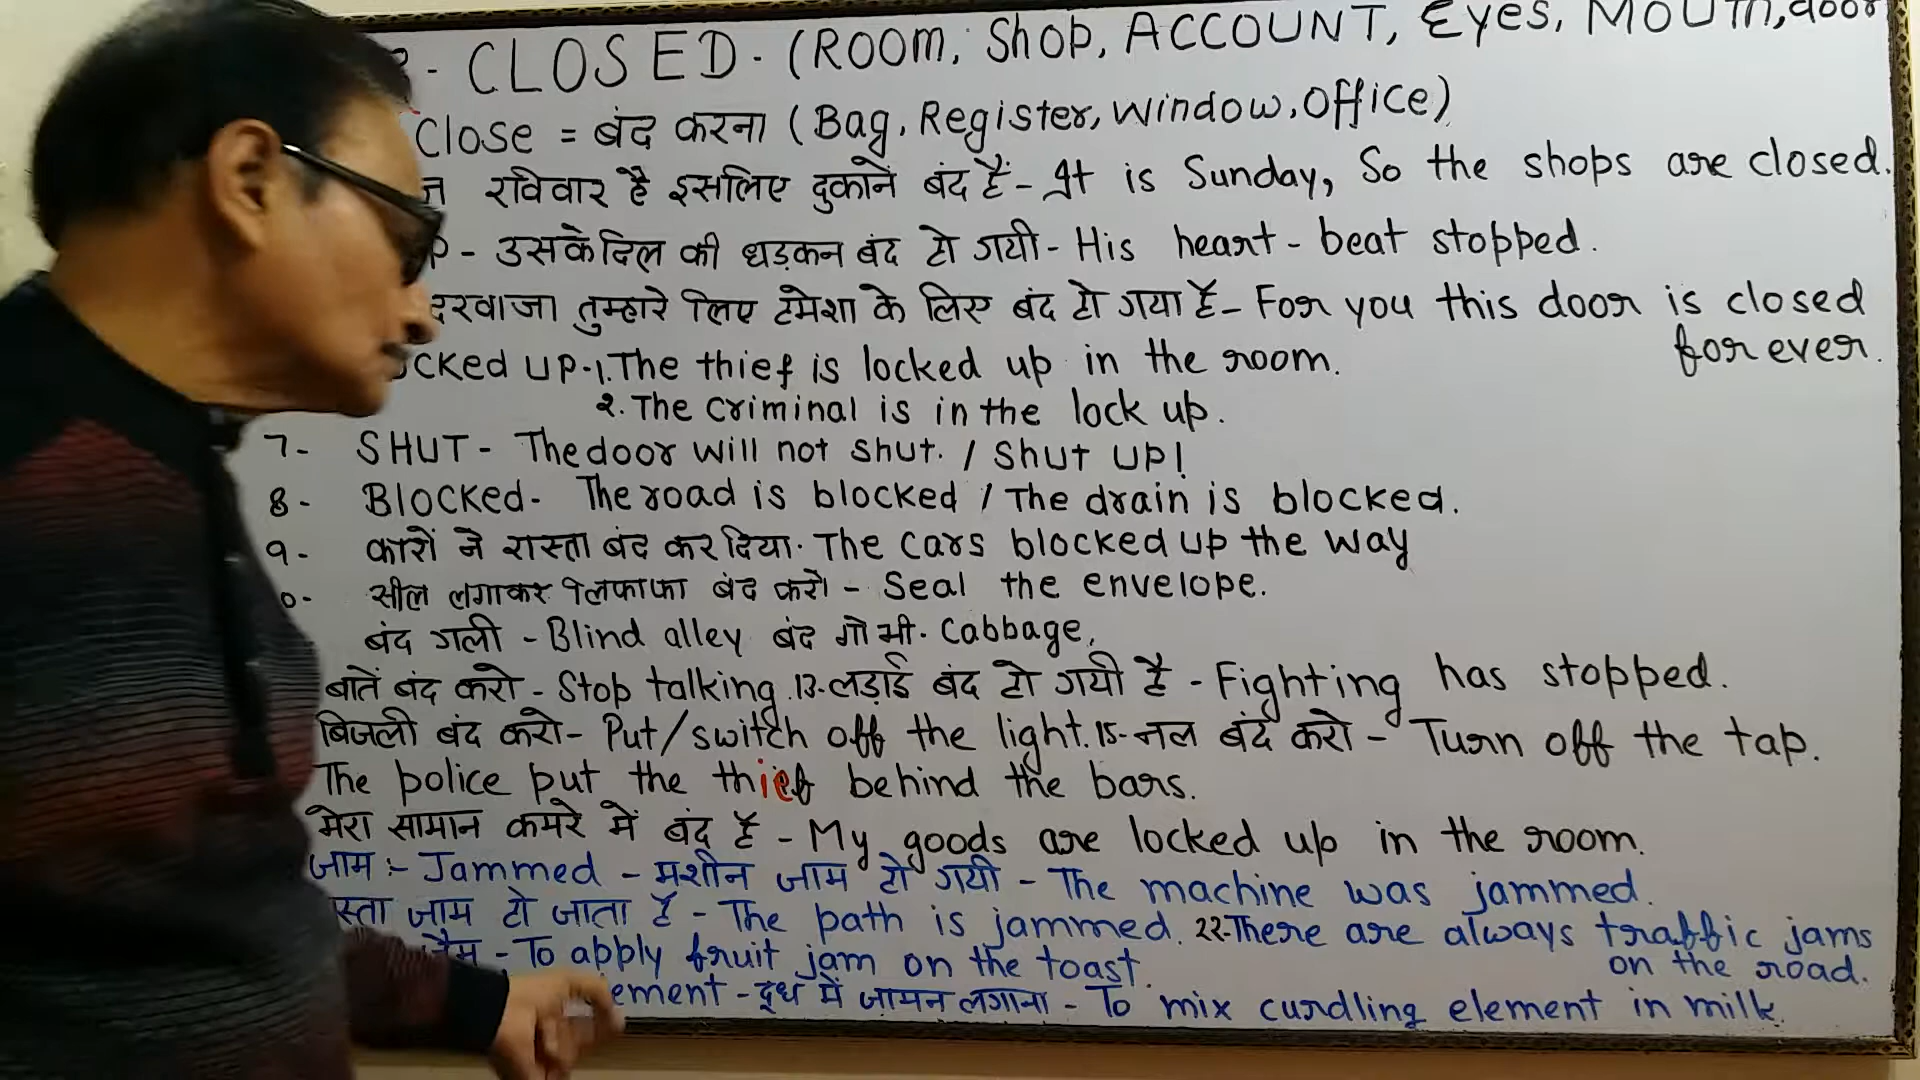 - CLOSED - (ROOM, Shop, ACCOUNT, Eyes, MOUTH, door
Close = बंद करना (Bag, Register, Window, Office)
रविवार है इसलिए दुकाने बंद हैं - It is Sunday, So the shops are closed.
P - उसके दिल की धड़कन बंद हो गयी - His heart-beat stopped.
दरवाजा तुम्हारे लिए हमेशा के लिए बंद हो गया है - For you this door is closed
forever.
ocked UP - 1. The thief is locked up in the room.
2. The criminal is in the lock up.
7- SHUT - The door will not shut. / Shut up!
8- Blocked - The road is blocked / The drain is blocked.
9- कारों ने रास्ता बंद कर दिया. The cars blocked up the way
0- सील लगाकर लिफाफा बंद करो - Seal the envelope.
बंद गली - Blind alley बंद गोभी - Cabbage,
बातें बंद करो - Stop talking. 13- लड़ाई बंद हो गयी है - Fighting has stopped.
बिजली बंद करो - Put/switch off the light. 15- नल बंद करो - Turn off the tap.
The police put the thief behind the bars.
मेरा सामान कमरे में बंद है - My goods are locked up in the room.
जाम :- Jammed - मशीन जाम हो गयी - The machine was jammed.
स्ता जाम हो जाता है - The path is jammed. 22- There are always traffic jams
on the road.
जैम - To apply fruit jam on the toast.
ement - दूध में जामन लगाना - To mix curdling element in milk.